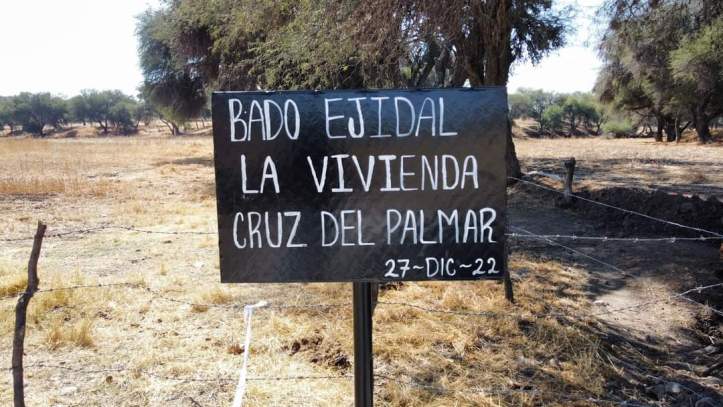 BADO EJIDAL
LA VIVIENDA
CRUZ DEL PALMAR
27-DIC-22